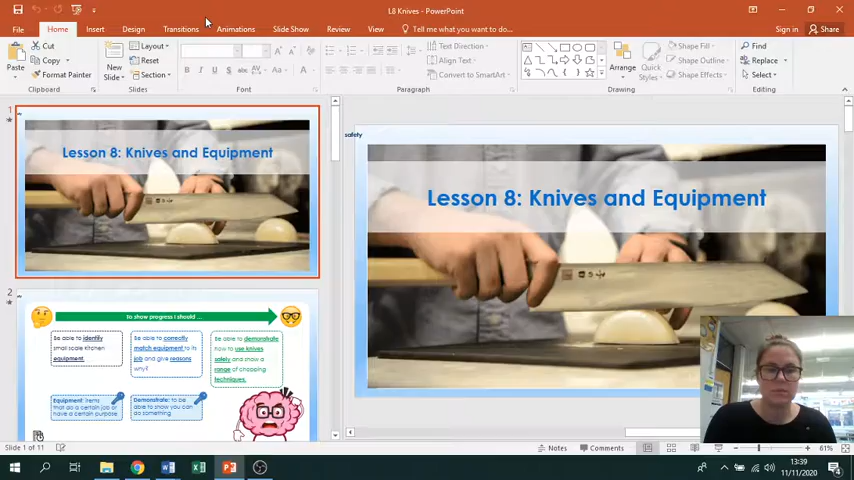 L8 Knives - PowerPoint
File Home Insert Design Transitions Animations Slide Show Review View Tell me what you want to do... Sign in Share
Paste
Cut
Copy
Format Painter
Clipboard
New
Slide
Layout
Reset
Section
Slides
B I U S abc AV Aa A
Font
Paragraph
Text Direction
Align Text
Convert to SmartArt
Arrange
Quick
Styles
Shape Fill
Shape Outline
Shape Effects
Drawing
Find
Replace
Select
Editing
1
Lesson 8: Knives and Equipment
2
To show progress I should ...
Be able to identify
small scale kitchen
equipment.
Be able to correctly
match equipment to its
job and give reasons
why?
Be able to demonstrate
how to use knives
safely and show a
range of chopping
techniques.
Equipment: items
that do a certain job or
have a certain purpose
Demonstrate: to be
able to show you can
do something
safety
Lesson 8: Knives and Equipment
Slide 1 of 11
Notes
Comments
61%
13:39
11/11/2020
4